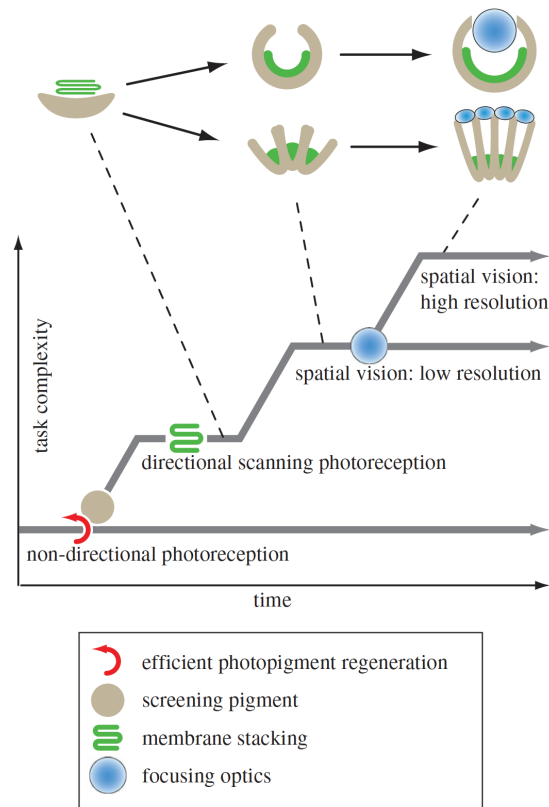 spatial vision:
high resolution
spatial vision: low resolution
directional scanning photoreception
non-directional photoreception
task complexity
time
efficient photopigment regeneration
screening pigment
membrane stacking
focusing optics